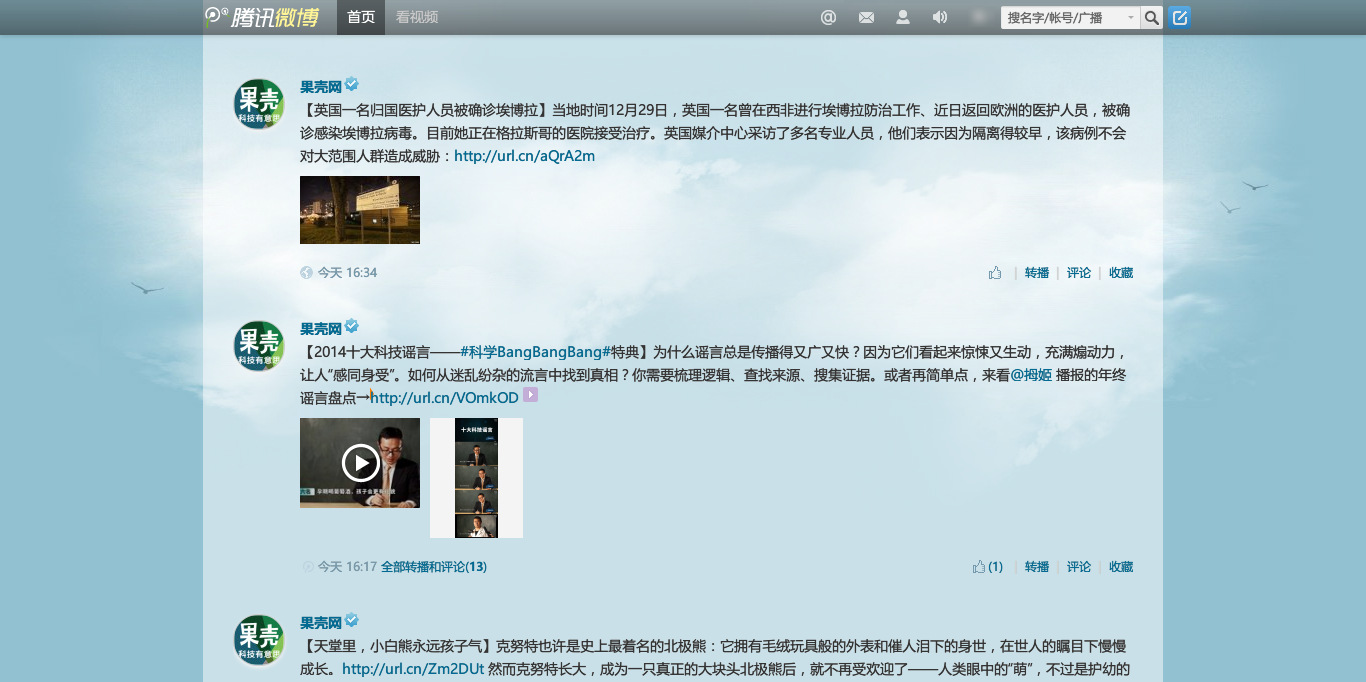 腾讯微博 首页 看视频 搜名字/帐号/广播
果壳 科技有意思
果壳网
【英国一名归国医护人员被确诊埃博拉】当地时间12月29日，英国一名曾在西非进行埃博拉防治工作、近日返回欧洲的医护人员，被确
诊感染埃博拉病毒。目前她正在格拉斯哥的医院接受治疗。英国媒介中心采访了多名专业人员，他们表示因为隔离得较早，该病例不会
对大范围人群造成威胁：http://url.cn/aQrA2m
今天 16:34 转播 | 评论 | 收藏
果壳 科技有意思
果壳网
【2014十大科技谣言——#科学BangBangBang#特典】为什么谣言总是传播得又广又快？因为它们看起来惊悚又生动，充满煽动力，
让人“感同身受”。如何从迷乱纷杂的流言中找到真相？你需要梳理逻辑、查找来源、搜集证据。或者再简单点，来看@拇姬 播报的年终
谣言盘点→http://url.cn/VOmkOD
十大科技谣言
今天 16:17 全部转播和评论(13) (1) | 转播 | 评论 | 收藏
果壳 科技有意思
果壳网
【天堂里，小白熊永远孩子气】克努特也许是史上最着名的北极熊：它拥有毛绒玩具般的外表和催人泪下的身世，在世人的瞩目下慢慢
成长。http://url.cn/Zm2DUt 然而克努特长大，成为一只真正的大块头北极熊后，就不再受欢迎了——人类眼中的“萌”，不过是护幼的